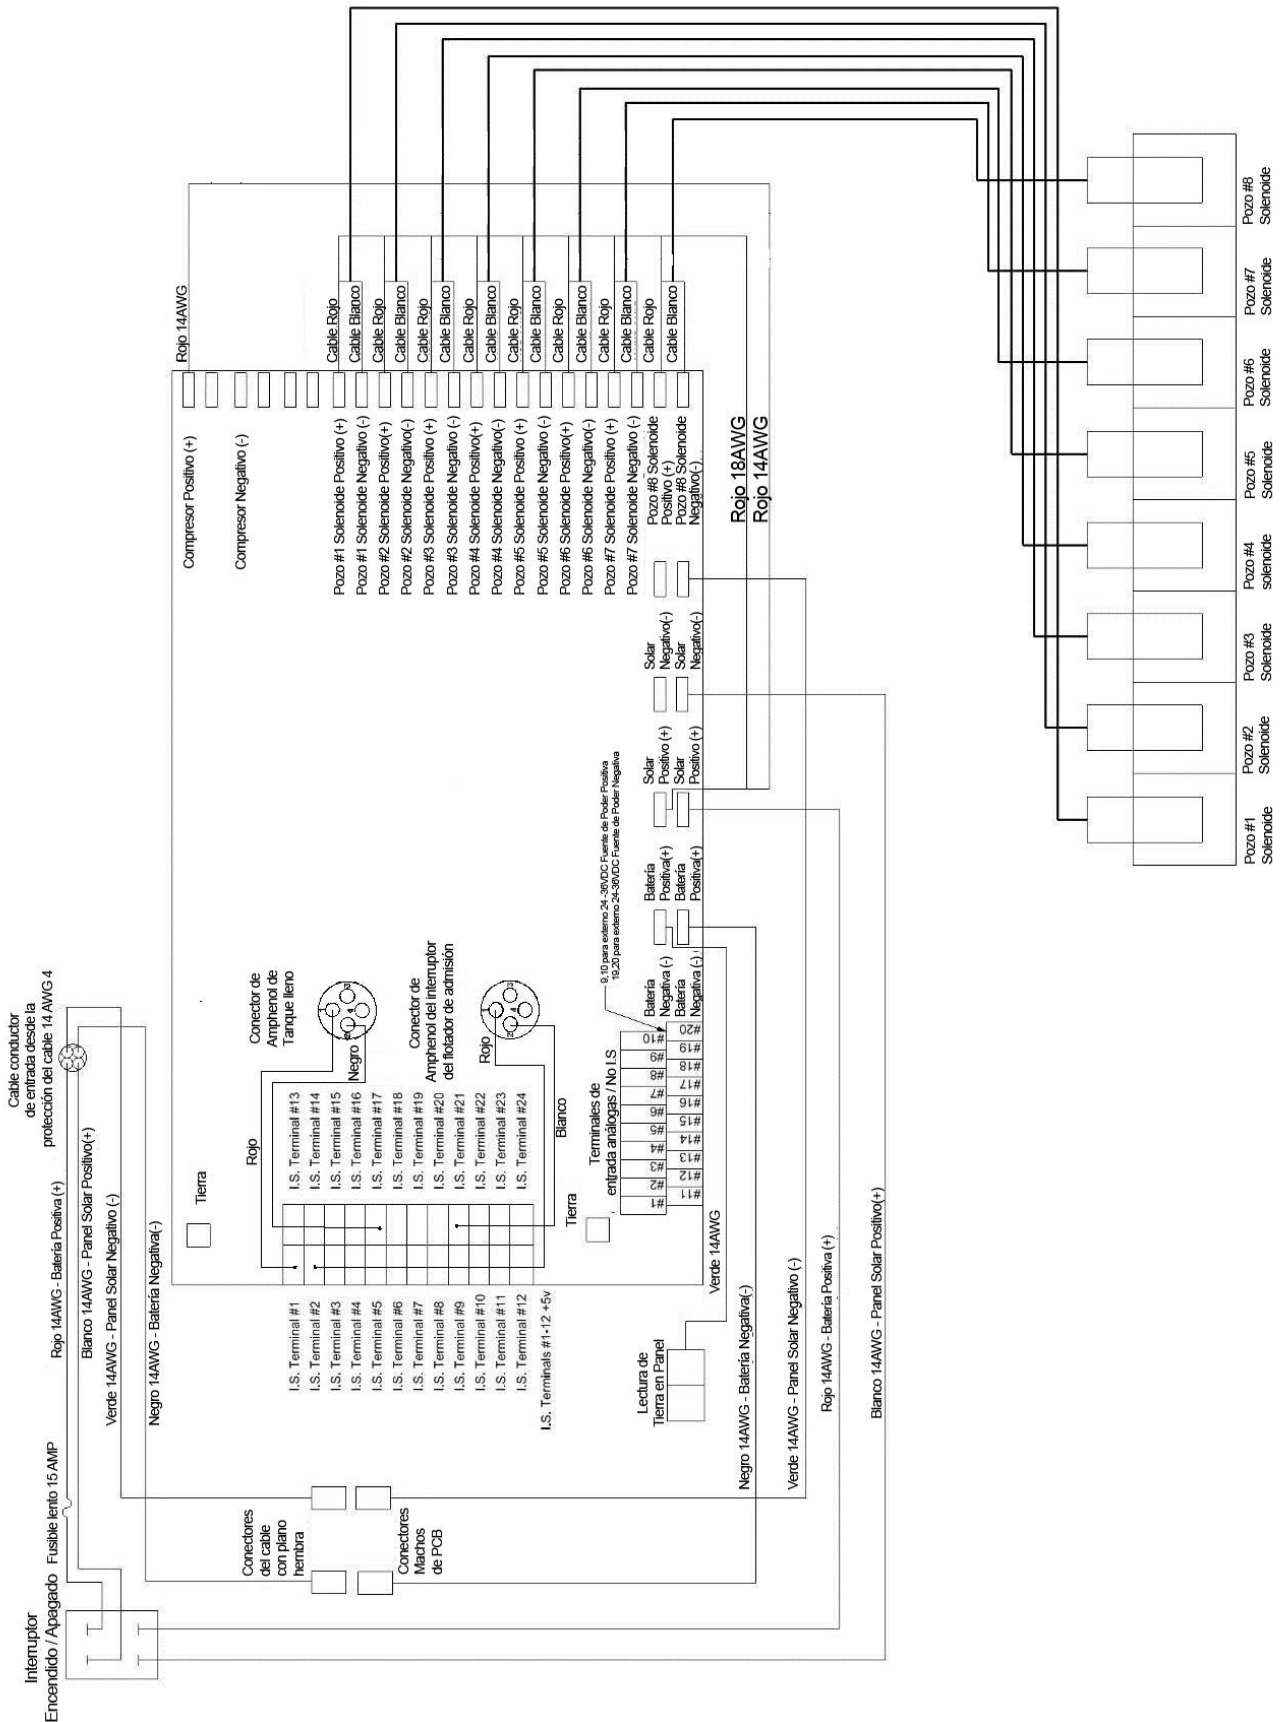 Cable conductor
de entrada desde la
protección del cable 14 AWG 4
Interruptor
Encendido / Apagado
Fusible lento 15 AMP
Rojo 14AWG - Batería Positiva (+)
Blanco 14AWG - Panel Solar Positivo(+)
Verde 14AWG - Panel Solar Negativo (-)
Negro 14AWG - Batería Negativa(-)
Tierra
Conectores
del cable
con plano
hembra
Conectores
Machos
de PCB
I.S. Terminal #1
I.S. Terminal #2
I.S. Terminal #3
I.S. Terminal #4
I.S. Terminal #5
I.S. Terminal #6
I.S. Terminal #7
I.S. Terminal #8
I.S. Terminal #9
I.S. Terminal #10
I.S. Terminal #11
I.S. Terminal #12
I.S. Terminals #1-12 +5v
I.S. Terminal #13
I.S. Terminal #14
I.S. Terminal #15
I.S. Terminal #16
I.S. Terminal #17
I.S. Terminal #18
I.S. Terminal #19
I.S. Terminal #20
I.S. Terminal #21
I.S. Terminal #22
I.S. Terminal #23
I.S. Terminal #24
Rojo
Negro
Conector de
Amphenol de
Tanque lleno
Conector de
Amphenol del interruptor
del flotador de admisión
Rojo
Blanco
Tierra
Terminales de
entrada análogas / No I.S
#1
#2
#3
#4
#5
#6
#7
#8
#9
#10
#11
#12
#13
#14
#15
#16
#17
#18
#19
#20
9,10 para externo 24 -36VDC Fuente de Poder Positiva
19,20 para externo 24-36VDC Fuente de Poder Negativa
Lectura de
Tierra en Panel
Verde 14AWG
Negro 14AWG - Batería Negativa(-)
Verde 14AWG - Panel Solar Negativo (-)
Rojo 14AWG - Batería Positiva (+)
Blanco 14AWG - Panel Solar Positivo(+)
Batería
Negativa (-)
Batería
Negativa (-)
Batería
Positiva(+)
Batería
Positiva(+)
Solar
Positivo (+)
Solar
Positivo (+)
Solar
Negativo(-)
Solar
Negativo(-)
Compresor Positivo (+)
Compresor Negativo (-)
Pozo #1 Solenoide Positivo (+)
Pozo #1 Solenoide Negativo (-)
Pozo #2 Solenoide Positivo(+)
Pozo #2 Solenoide Negativo (-)
Pozo #3 Solenoide Positivo (+)
Pozo #3 Solenoide Negativo (-)
Pozo #4 Solenoide Positivo(+)
Pozo #4 Solenoide Negativo (-)
Pozo #5 Solenoide Positivo (+)
Pozo #5 Solenoide Negativo (-)
Pozo #6 Solenoide Positivo (+)
Pozo #6 Solenoide Negativo (-)
Pozo #7 Solenoide Positivo (+)
Pozo #7 Solenoide Negativo (-)
Pozo #8 Solenoide
Positivo (+)
Pozo #8 Solenoide
Negativo(-)
Rojo 14AWG
Cable Rojo
Cable Blanco
Cable Rojo
Cable Blanco
Cable Rojo
Cable Blanco
Cable Rojo
Cable Blanco
Cable Rojo
Cable Blanco
Cable Rojo
Cable Blanco
Cable Rojo
Cable Blanco
Cable Rojo
Cable Blanco
Rojo 18AWG
Rojo 14AWG
Pozo #1
Solenoide
Pozo #2
Solenoide
Pozo #3
Solenoide
Pozo #4
solenoide
Pozo #5
Solenoide
Pozo #6
Solenoide
Pozo #7
Solenoide
Pozo #8
Solenoide